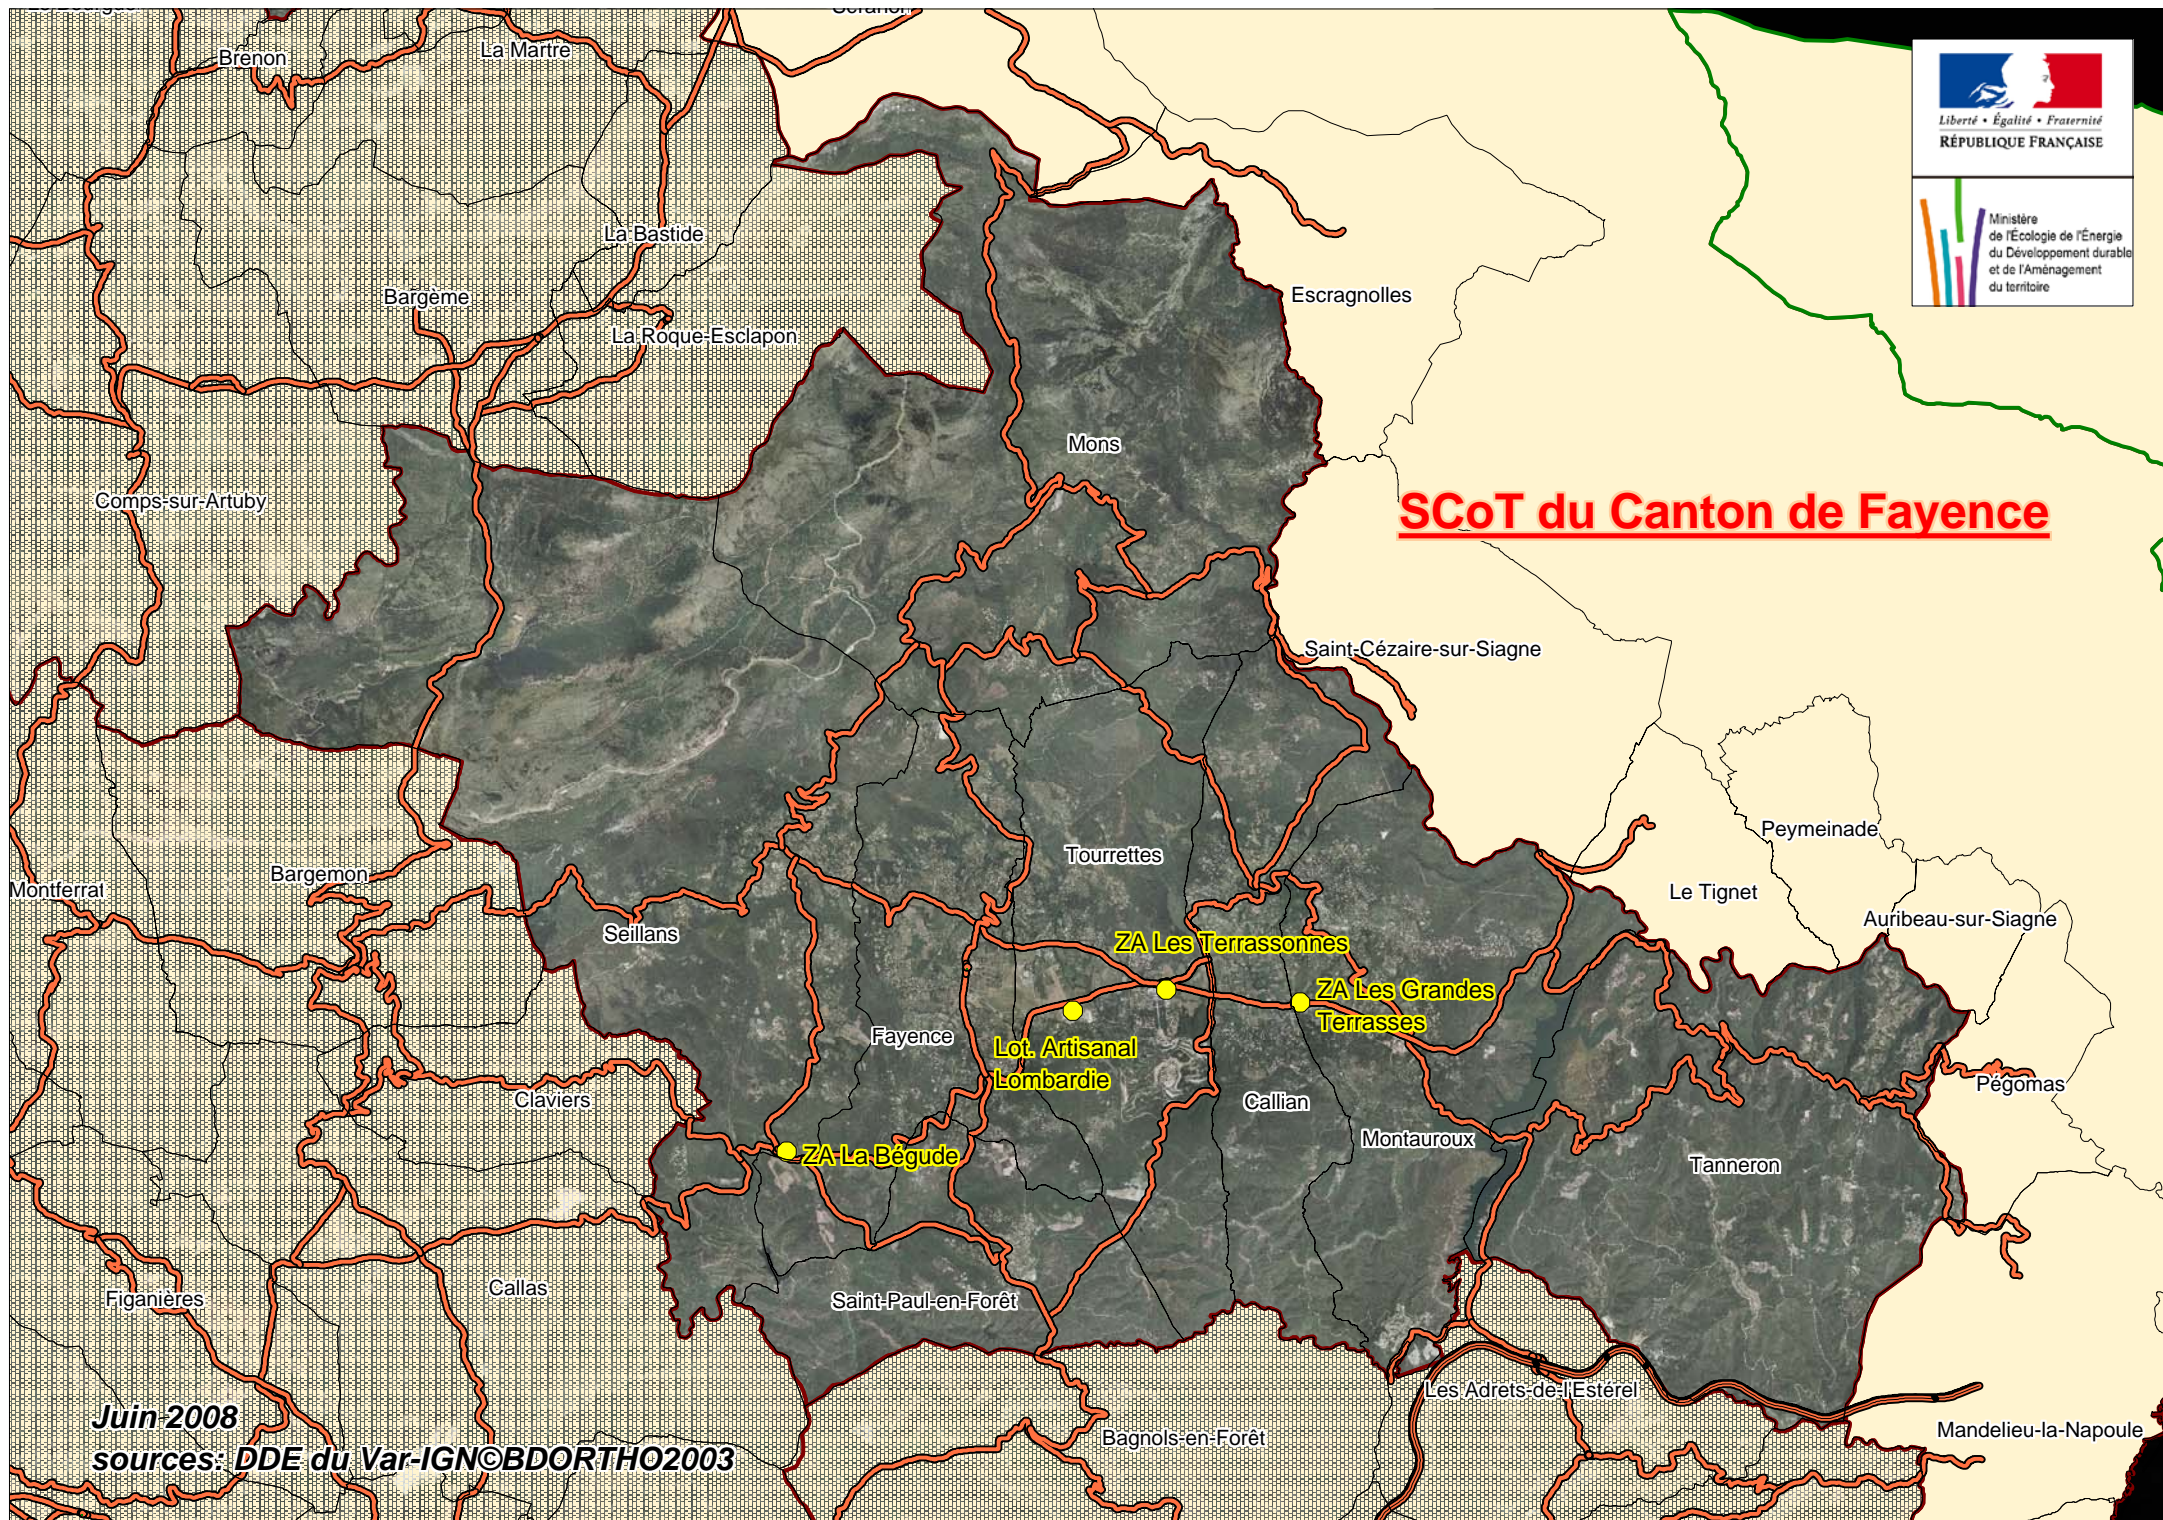 Brenon
La Martre
Liberté • Égalité • Fraternité
RÉPUBLIQUE FRANÇAISE
Ministère
de l'Écologie de l'Énergie
du Développement durable
et de l'Aménagement
du territoire
La Bastide
Bargème
Escragnolles
La Roque-Esclapon
Mons
Comps-sur-Artuby
SCoT du Canton de Fayence
Saint-Cézaire-sur-Siagne
Peymeinade
Tourrettes
Bargemon
Montferrat
Le Tignet
Auribeau-sur-Siagne
Seillans
ZA Les Terrassonnes
ZA Les Grandes
Terrasses
Fayence
Lot. Artisanal
Lombardie
Pégomas
Claviers
Callian
Montauroux
ZA La Bégude
Tanneron
Callas
Figanières
Saint-Paul-en-Forêt
Les Adrets-de-l'Estérel
Juin 2008
Mandelieu-la-Napoule
Bagnols-en-Forêt
sources: DDE du Var-IGN©BDORTHO2003